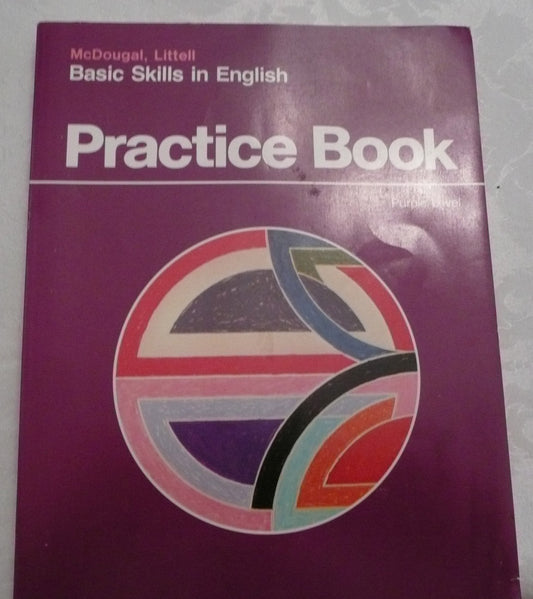 McDougal, Littell
Basic Skills in English
Practice Book
Purple Level